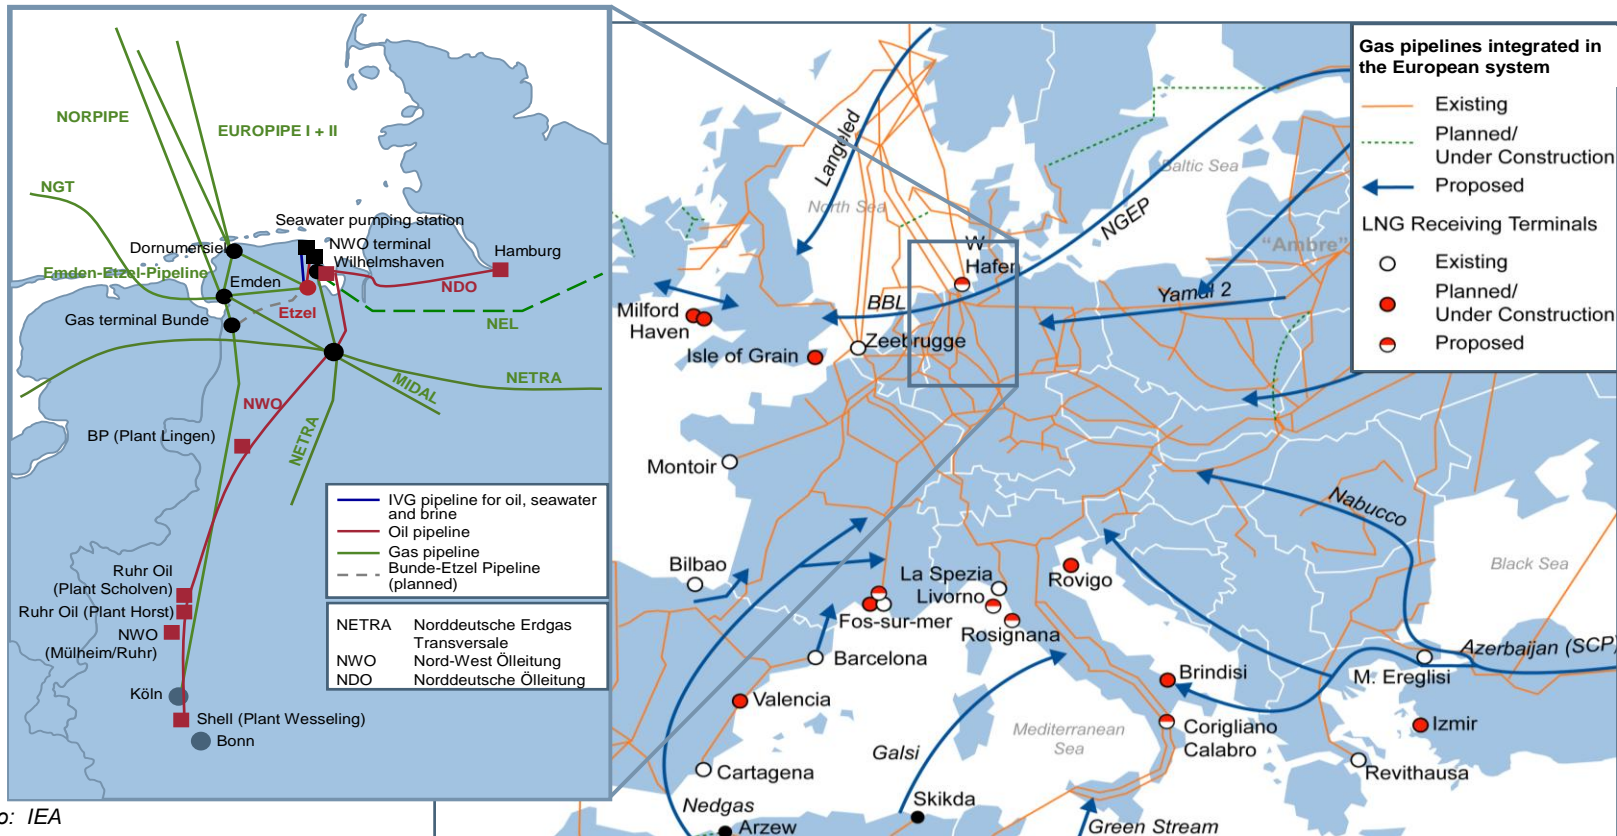 NORPIPE
EUROPIPE I + II
NGT
Seawater pumping station
Dornumersiel
NWO terminal
Wilhelmshaven
Hamburg
Emden-Etzel-Pipeline
Emden
NDO
Etzel
Gas terminal Bunde
NEL
NETRA
MIDAL
NWO
BP (Plant Lingen)
NETRA
IVG pipeline for oil, seawater
and brine
Oil pipeline
Gas pipeline
Bunde-Etzel Pipeline
(planned)
Ruhr Oil
(Plant Scholven)
Ruhr Oil (Plant Horst)
NWO
(Mülheim/Ruhr)
NETRA Norddeutsche Erdgas
Transversale
NWO Nord-West Ölleitung
NDO Norddeutsche Ölleitung
Köln
Shell (Plant Wesseling)
Bonn
o: IEA
Gas pipelines integrated in
the European system
Existing
Planned/
Under Construction
Proposed
LNG Receiving Terminals
Existing
Planned/
Under Construction
Proposed
Langeled
North Sea
Baltic Sea
NGEP
"Ambre"
W
Hafen
BBL
Yamal 2
Milford
Haven
Isle of Grain
Zeebrugge
Montoir
Nabucco
Black Sea
Bilbao
La Spezia
Livorno
Rovigo
Fos-sur-mer
Rosignana
Barcelona
Azerbaijan (SCP)
M. Ereglisi
Brindisi
Valencia
Izmir
Mediterranean
Sea
Corigliano
Calabro
Galsi
Cartagena
Revithausa
Nedgas
Skikda
Arzew
Green Stream